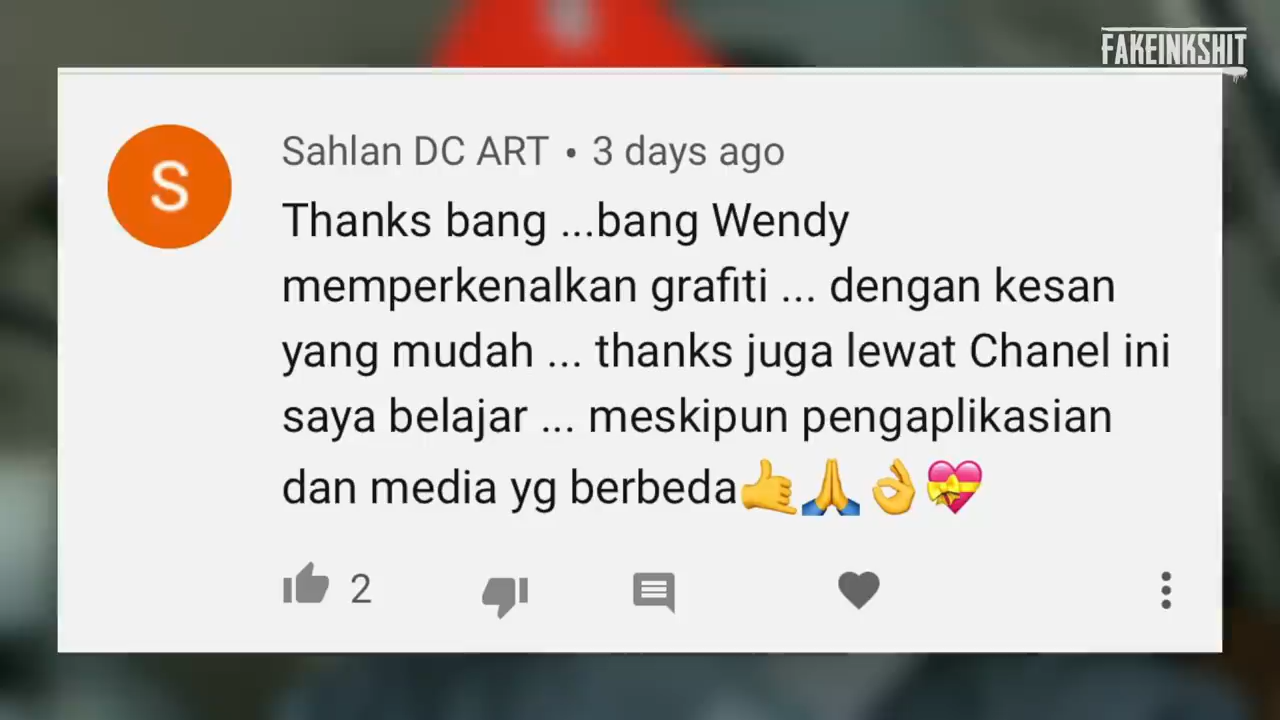 FAKEINKSHIT
S
Sahlan DC ART • 3 days ago
Thanks bang ...bang Wendy
memperkenalkan grafiti ... dengan kesan
yang mudah ... thanks juga lewat Chanel ini
saya belajar ... meskipun pengaplikasian
dan media yg berbeda🤙🙏👌💝
2